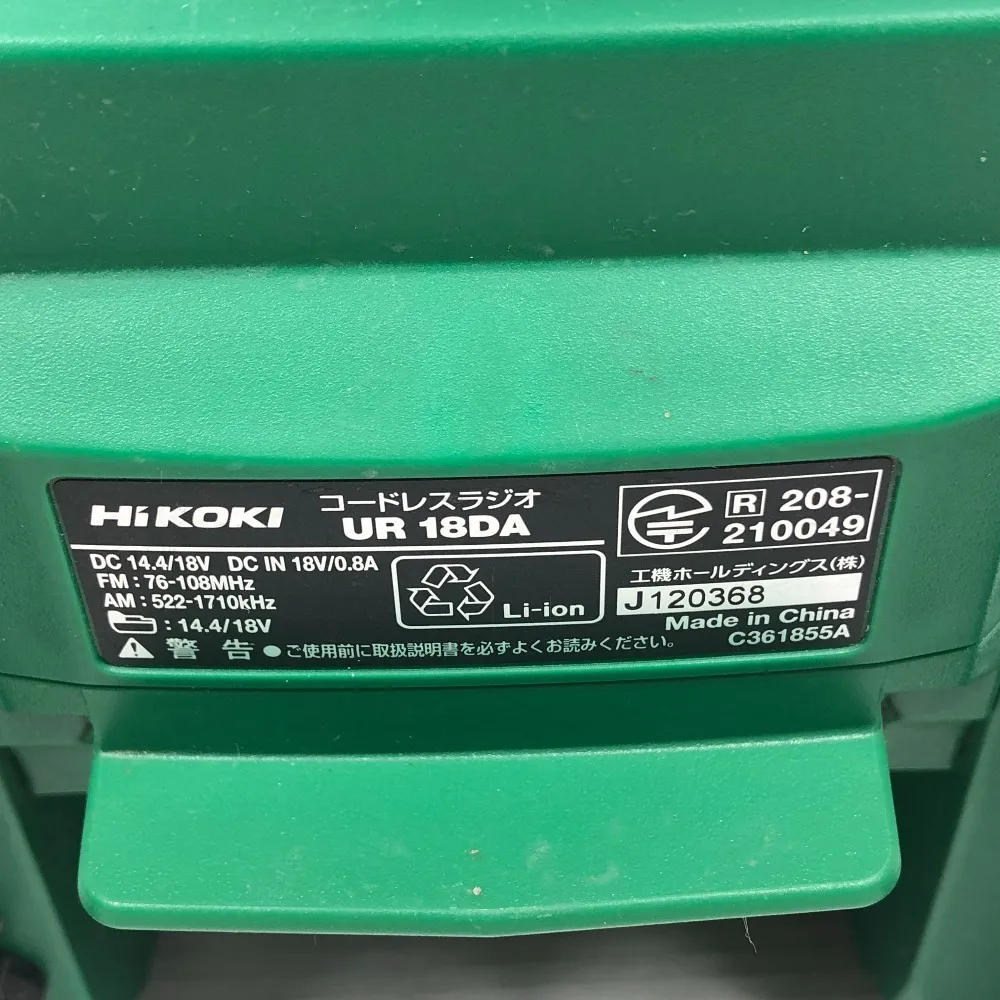 HiKOKI
コードレスラジオ
UR 18DA
R 208-
210049
DC 14.4/18V DC IN 18V/0.8A
FM : 76-108MHz
AM : 522-1710kHz
: 14.4/18V
Li-ion
工機ホールディングス(株)
J120368
Made in China
C361855A
警告 ●ご使用前に取扱説明書を必ずよくお読みください。